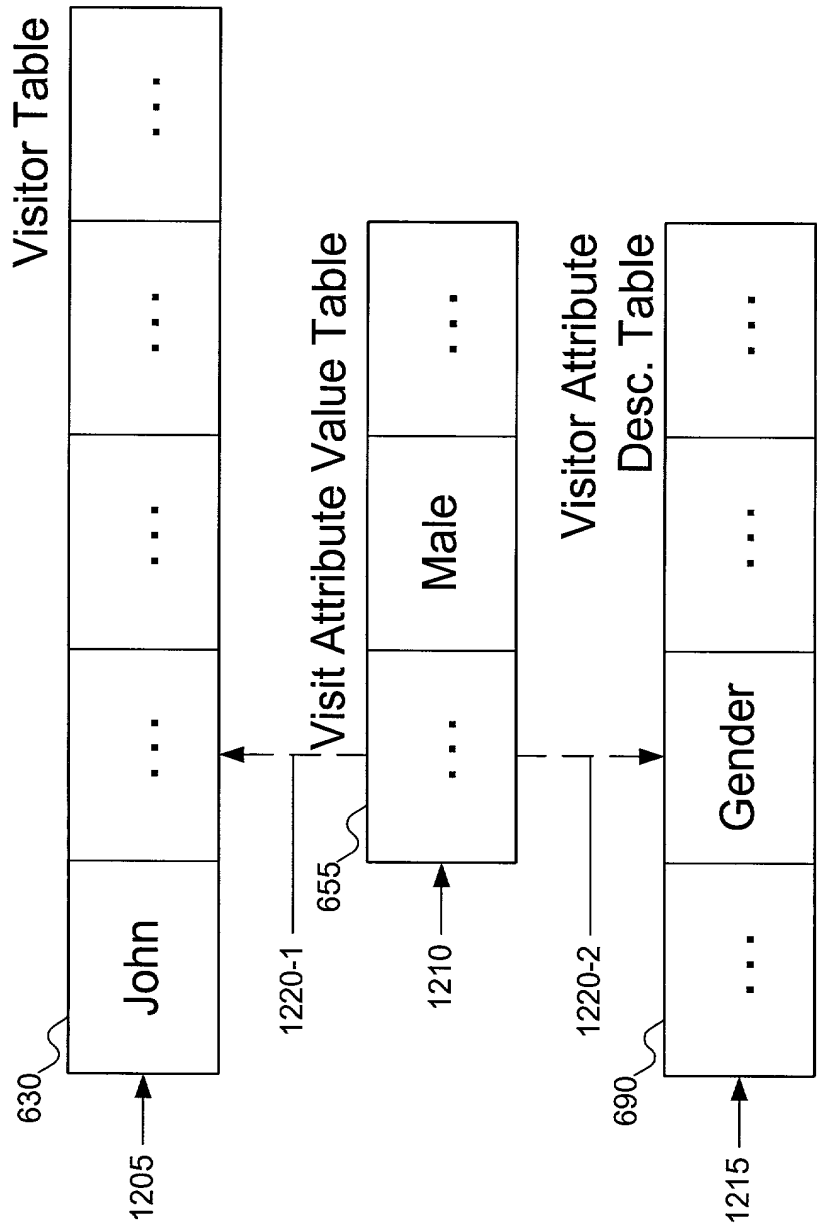 Visitor Table
630
1205
John
...
...
...
...
1220-1
Visit Attribute Value Table
655
1210
...
Male
...
1220-2
Visitor Attribute
Desc. Table
690
1215
...
Gender
...
...